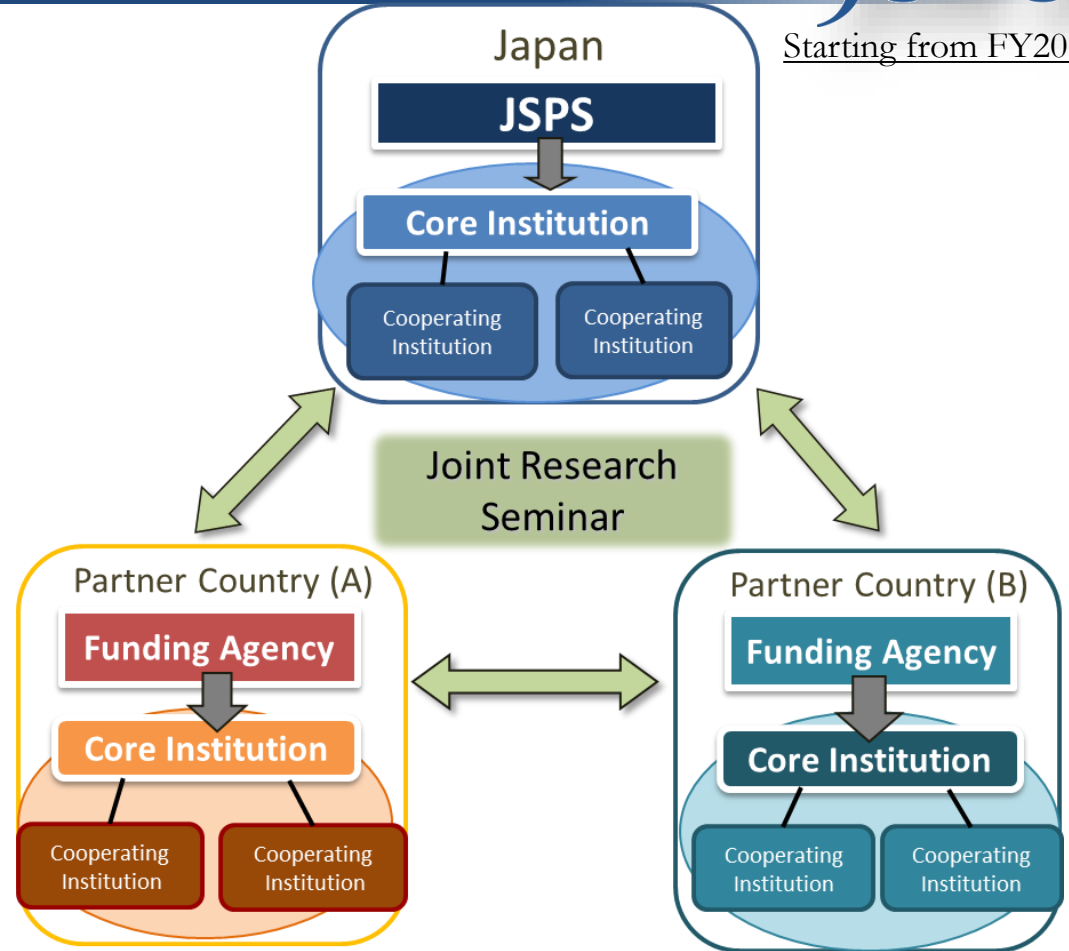 Japan
Starting from FY20
JSPS
Core Institution
Cooperating
Institution
Cooperating
Institution
Joint Research
Seminar
Partner Country (A)
Funding Agency
Core Institution
Cooperating
Institution
Cooperating
Institution
Partner Country (B)
Funding Agency
Core Institution
Cooperating
Institution
Cooperating
Institution